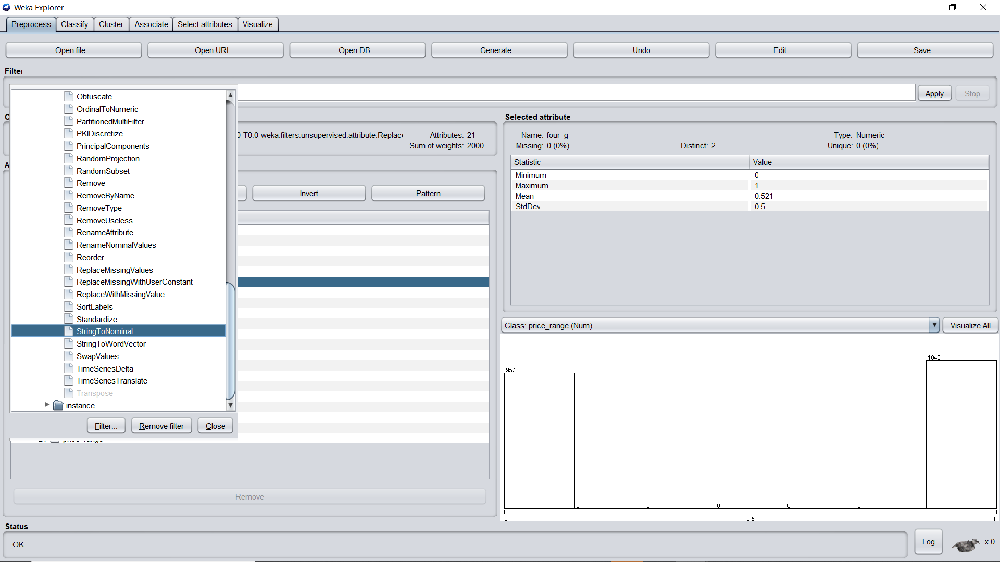 Weka Explorer
Preprocess Classify Cluster Associate Select attributes Visualize
Open file... Open URL... Open DB... Generate... Undo Edit... Save...
Filter
Apply Stop
Obfuscate
OrdinalToNumeric
PartitionedMultiFilter
PKIDiscretize
PrincipalComponents
RandomProjection
RandomSubset
Remove
RemoveByName
RemoveType
RemoveUseless
RenameAttribute
RenameNominalValues
Reorder
ReplaceMissingValues
ReplaceMissingWithUserConstant
ReplaceWithMissingValue
SortLabels
Standardize
StringToNominal
StringToWordVector
SwapValues
TimeSeriesDelta
TimeSeriesTranslate
Transpose
instance
Filter... Remove filter Close
0-T0.0-weka.filters.unsupervised.attribute.Replace Attributes: 21
Sum of weights: 2000
Invert Pattern
Remove
Selected attribute
Name: four_g Type: Numeric
Missing: 0 (0%) Distinct: 2 Unique: 0 (0%)
Statistic Value
Minimum 0
Maximum 1
Mean 0.521
StdDev 0.5
Class: price_range (Num) Visualize All
1043
957
0 0 0 0 0
0 0.5 1
Status
OK
Log x 0